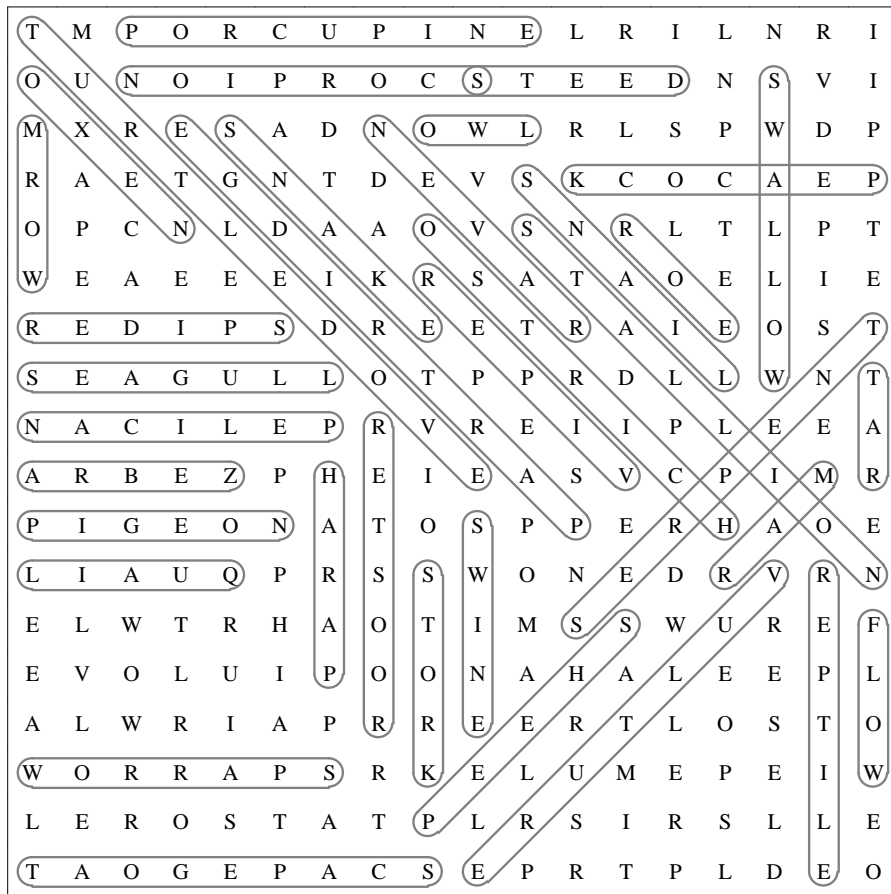 T M P O R C U P I N E L R I L N R I
O U N O I P R O C S T E E D N S V I
M X R E S A D N O W L R L S P W D P
R A E T G N T D E V S K C O C A E P
O P C N L D A A O V S N R L T L P T
W E A E E E I K R S A T A O E L I E
R E D I P S D R E E T R A I E O S T
S E A G U L L O T P P R D L L W N T
N A C I L E P R V R E I I P L E E A
A R B E Z P H E I E A S V C P I M R
P I G E O N A T O S P P E R H A O E
L I A U Q P R S S W O N E D R V R N
E L W T R H A O T I M S S W U R E F
E V O L U I P O O N A H A L E E P L
A L W R I A P R R E E R T L O S T O
W O R R A P S R K E L U M E P E I W
L E R O S T A T P L R S I R S L L E
T A O G E P A C S E P R T P L D E O